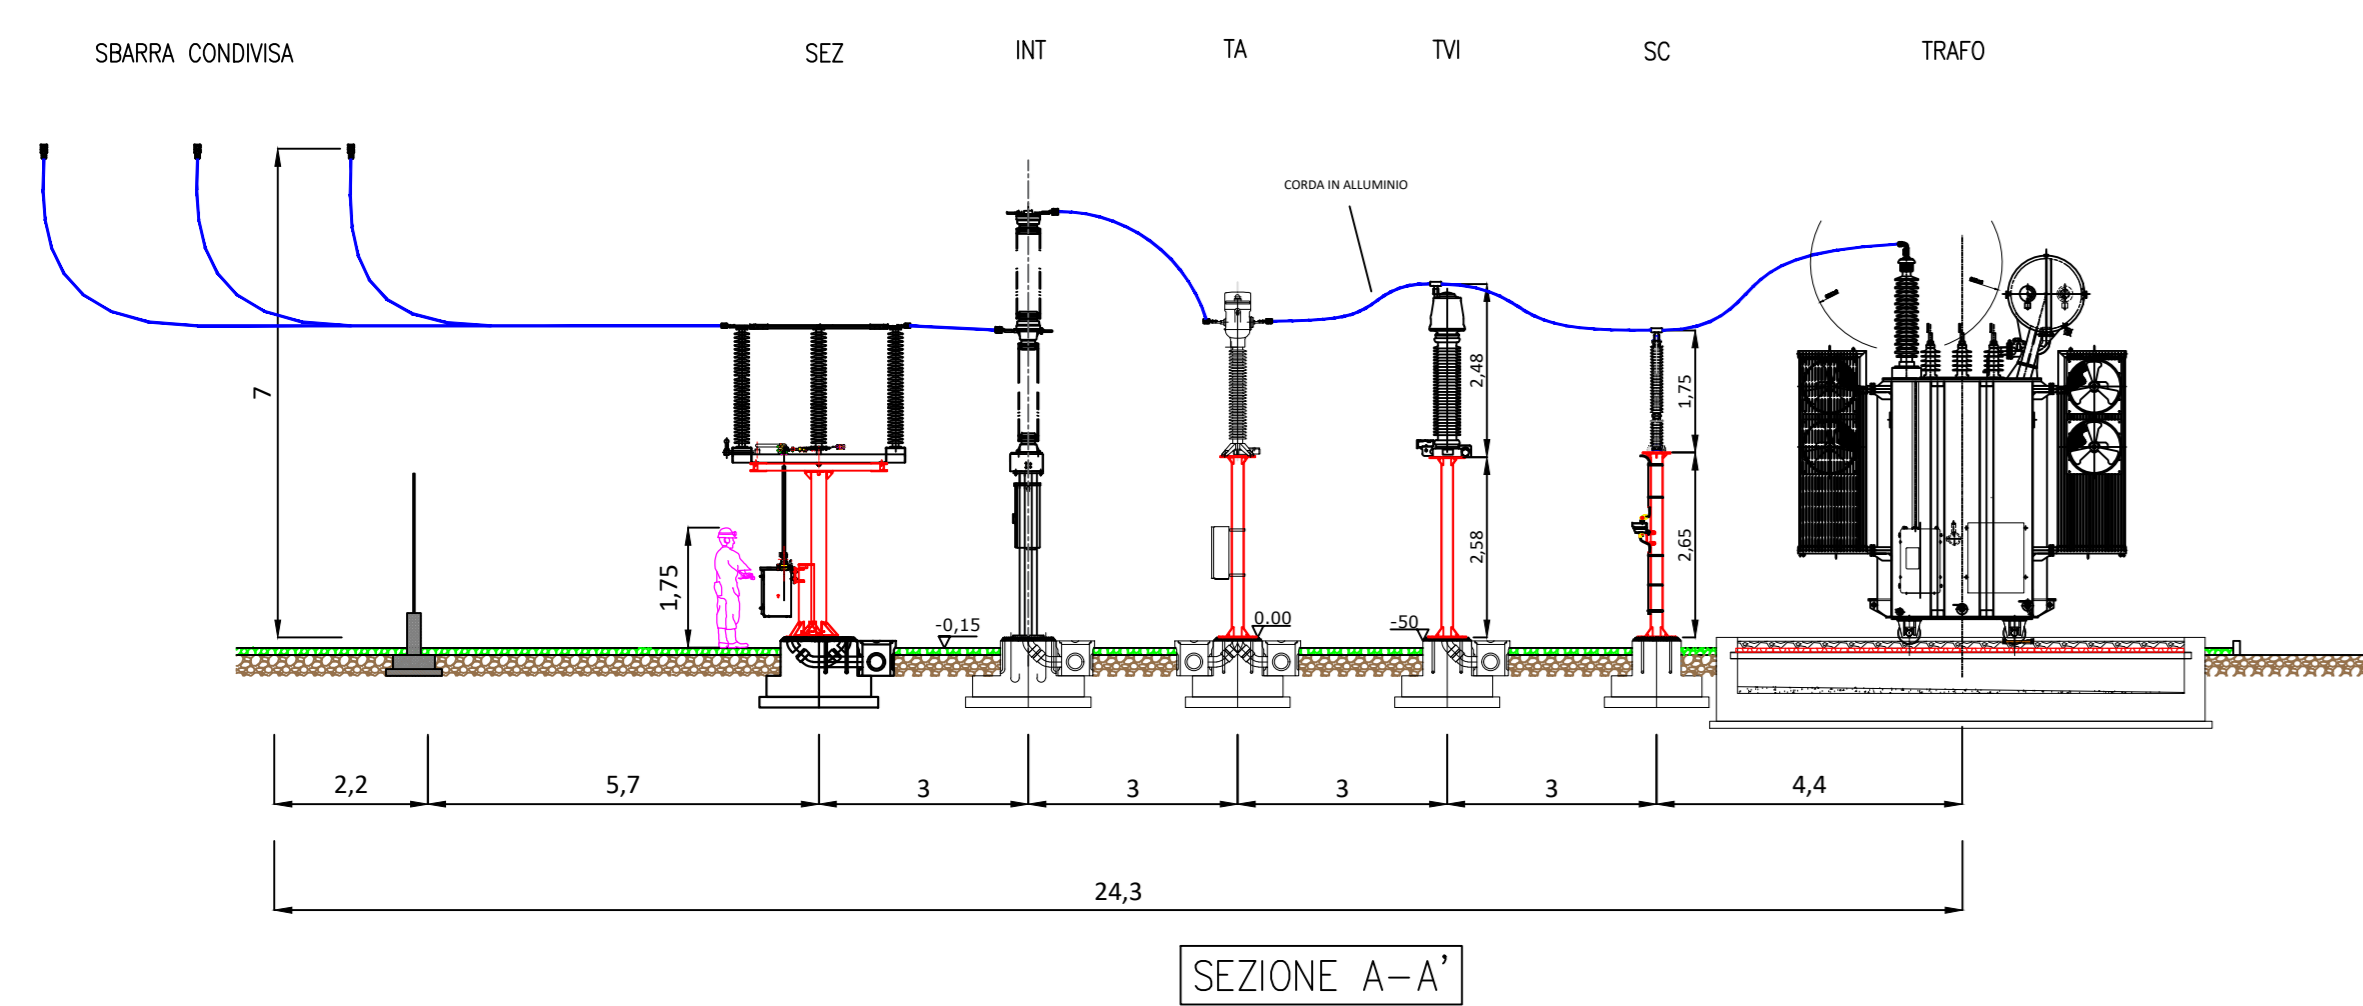 SBARRA CONDIVISA SEZ INT TA TVI SC TRAFO
CORDA IN ALLUMINIO
7
2,48
1,75
1,75
2,58
2,65
-0,15 0.00 -50
2,2 5,7 3 3 3 3 4,4
24,3
SEZIONE A-A'